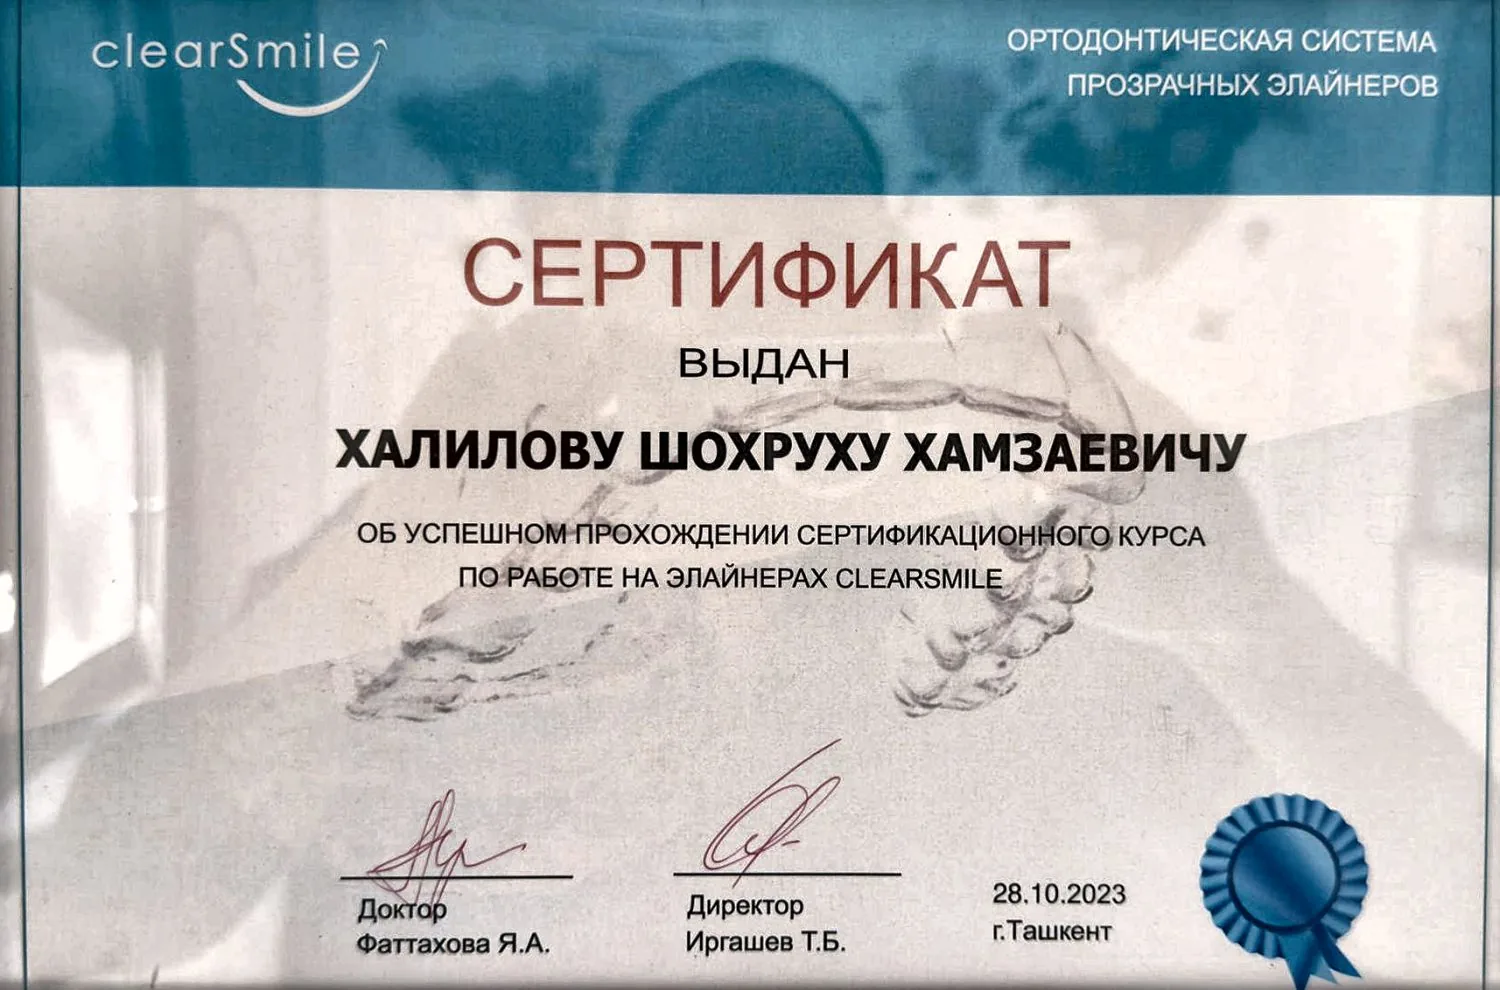 clearSmile
ОРТОДОНТИЧЕСКАЯ СИСТЕМА
ПРОЗРАЧНЫХ ЭЛАЙНЕРОВ
СЕРТИФИКАТ
ВЫДАН
ХАЛИЛОВУ ШОХРУХУ ХАМЗАЕВИЧУ
ОБ УСПЕШНОМ ПРОХОЖДЕНИИ СЕРТИФИКАЦИОННОГО КУРСА
ПО РАБОТЕ НА ЭЛАЙНЕРАХ CLEARSMILE
Доктор
Фаттахова Я.А.
Директор
Иргашев Т.Б.
28.10.2023
г.Ташкент